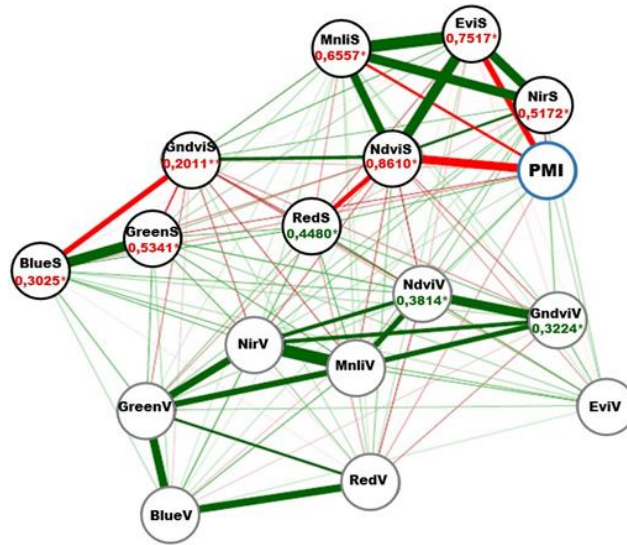 EviS
0,7517*
MnliS
0,6557*
NirS
0,5172*
GndviS
0,2011**
NdviS
0,8610*
PMI
RedS
0,4480*
GreenS
0,5341*
BlueS
0,3025*
NdviV
0,3814*
GndviV
0,3224*
NirV
MnliV
GreenV
EviV
RedV
BlueV